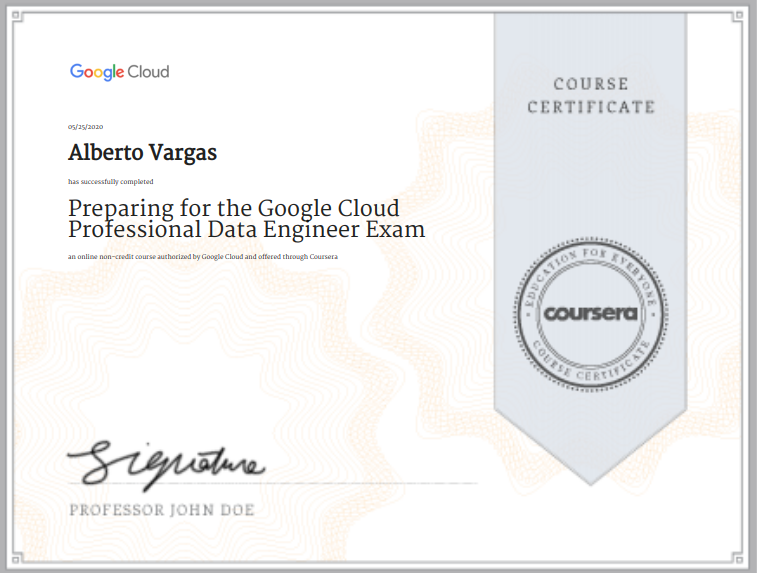 Google Cloud
COURSE
CERTIFICATE
05/25/2020
Alberto Vargas
has successfully completed
Preparing for the Google Cloud
Professional Data Engineer Exam
an online non-credit course authorized by Google Cloud and offered through Coursera
EDUCATION FOR EVERYONE
coursera
COURSE CERTIFICATE
Signature
PROFESSOR JOHN DOE